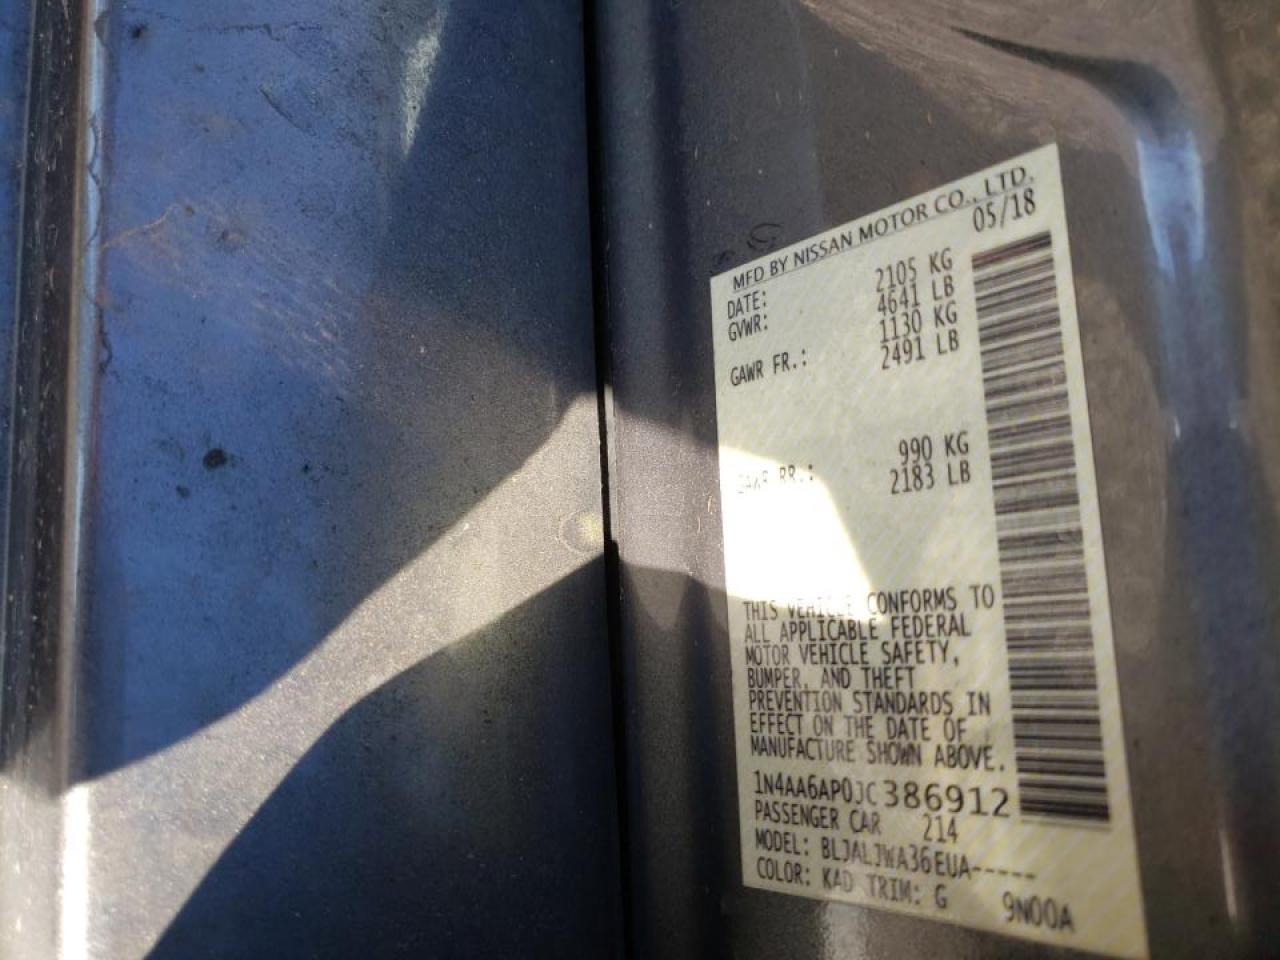 MFD BY NISSAN MOTOR CO., LTD.
DATE: 05/18
GVWR: 2105 KG
4641 LB
GAWR FR.: 1130 KG
2491 LB
GAWR RR.: 990 KG
2183 LB
THIS VEHICLE CONFORMS TO
ALL APPLICABLE FEDERAL
MOTOR VEHICLE SAFETY,
BUMPER, AND THEFT
PREVENTION STANDARDS IN
EFFECT ON THE DATE OF
MANUFACTURE SHOWN ABOVE.
1N4AA6AP0JC386912
PASSENGER CAR 214
MODEL: BLJALJWA36EUA-----
COLOR: KAD TRIM: G 9N00A